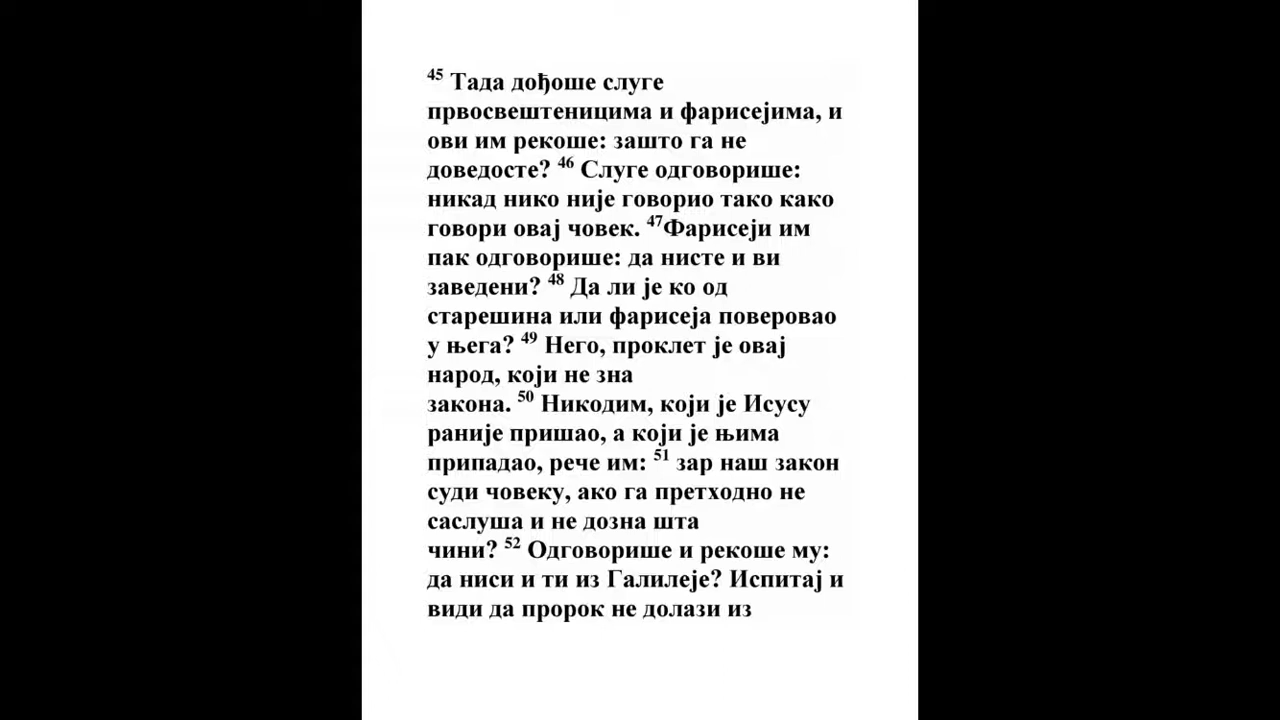 45 Тада дођоше слуге
првосвештеницима и фарисејима, и
ови им рекоше: зашто га не
доведосте? 46 Слуге одговорише:
никад нико није говорио тако како
говори овај човек. 47Фарисеји им
пак одговорише: да нисте и ви
заведени? 48 Да ли је ко од
старешина или фарисеја поверовао
у њега? 49 Него, проклет је овај
народ, који не зна
закона. 50 Никодим, који је Исусу
раније пришао, а који је њима
припадао, рече им: 51 зар наш закон
суди човеку, ако га претходно не
саслуша и не дозна шта
чини? 52 Одговорише и рекоше му:
да ниси и ти из Галилеје? Испитај и
види да пророк не долази из